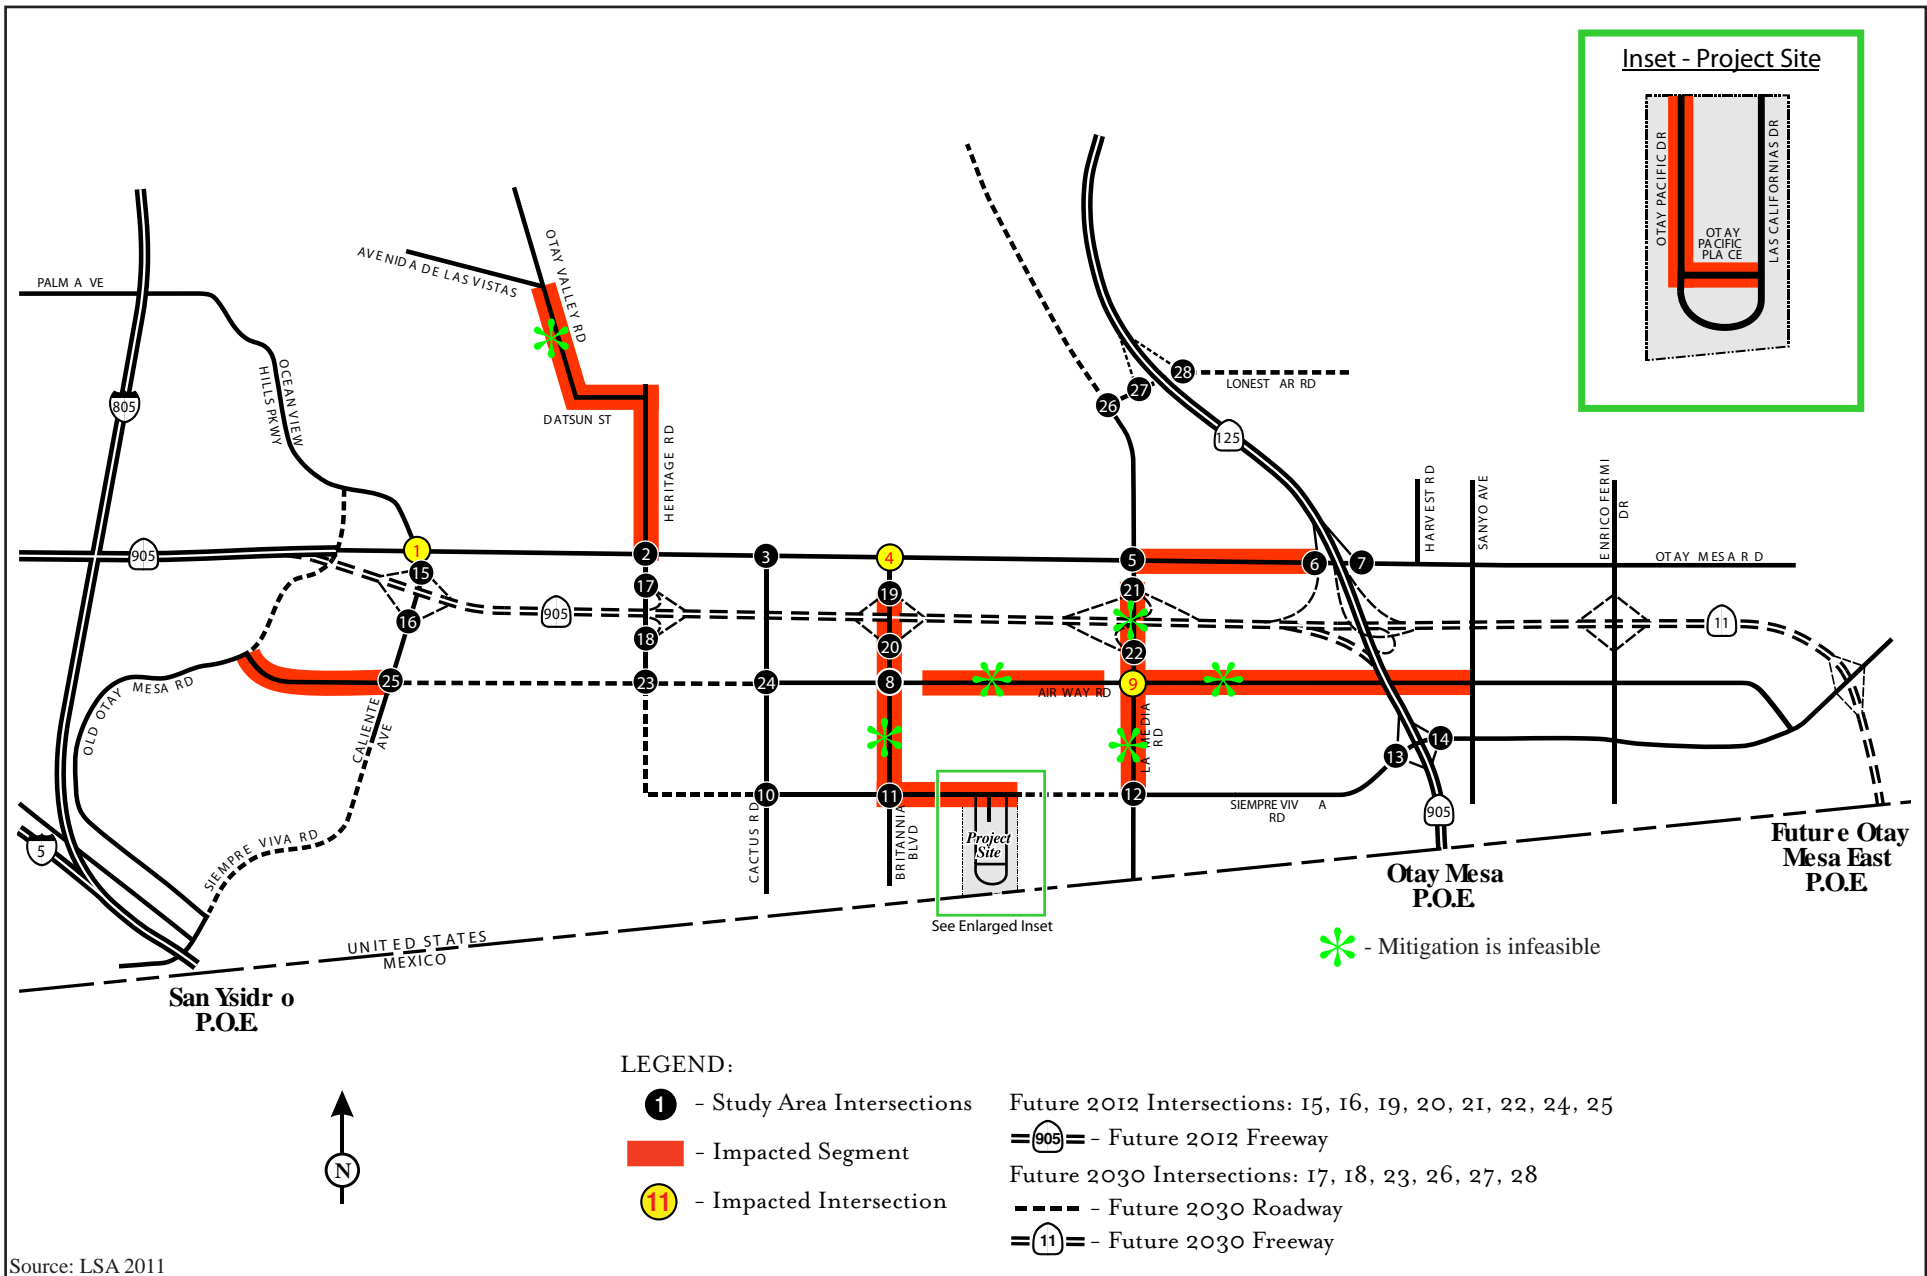 Inset - Project Site
OTAY PACIFIC DR
OTAY
PACIFIC
PLACE
LAS CALIFORNIAS DR
PALM AVE
AVENIDA DE LAS VISTAS
OTAY VALLEY RD
OCEAN VIEW
HILLS PKWY
805
DATSUN ST
HERITAGE RD
28
27
26
LONESTAR RD
125
HARVEST RD
SANYO AVE
ENRICO FERMI
DR
OTAY MESA RD
905
1
2
3
4
5
6
7
15
16
17
18
19
20
21
22
905
11
OLD OTAY MESA RD
25
23
24
8
9
AIRWAY RD
CALIENTE
AVE
LA MEDIA
RD
13
14
10
11
12
SIEMPRE VIVA
RD
905
5
SIEMPRE VIVA RD
CACTUS RD
BRITANNIA
BLVD
Project
Site
See Enlarged Inset
UNITED STATES
MEXICO
San Ysidro
P.O.E.
Otay Mesa
P.O.E.
Future Otay
Mesa East
P.O.E.
- Mitigation is infeasible
LEGEND:
1 - Study Area Intersections
- Impacted Segment
11 - Impacted Intersection
Future 2012 Intersections: 15, 16, 19, 20, 21, 22, 24, 25
905 - Future 2012 Freeway
Future 2030 Intersections: 17, 18, 23, 26, 27, 28
- Future 2030 Roadway
11 - Future 2030 Freeway
N
Source: LSA 2011